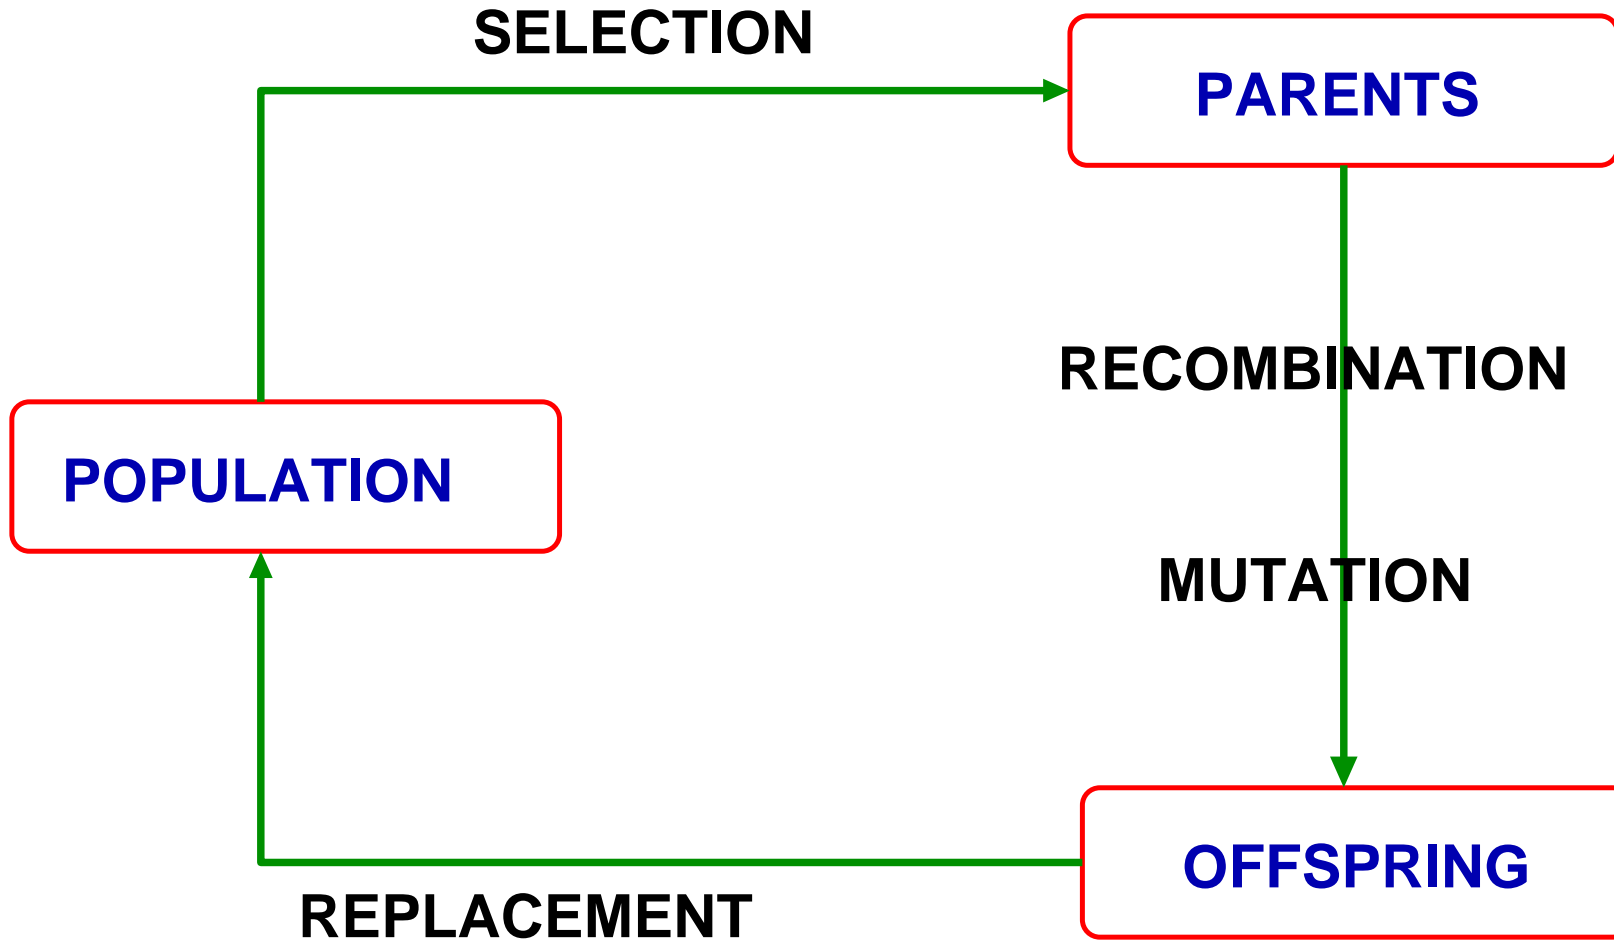 SELECTION
PARENTS
RECOMBINATION
POPULATION
MUTATION
OFFSPRING
REPLACEMENT